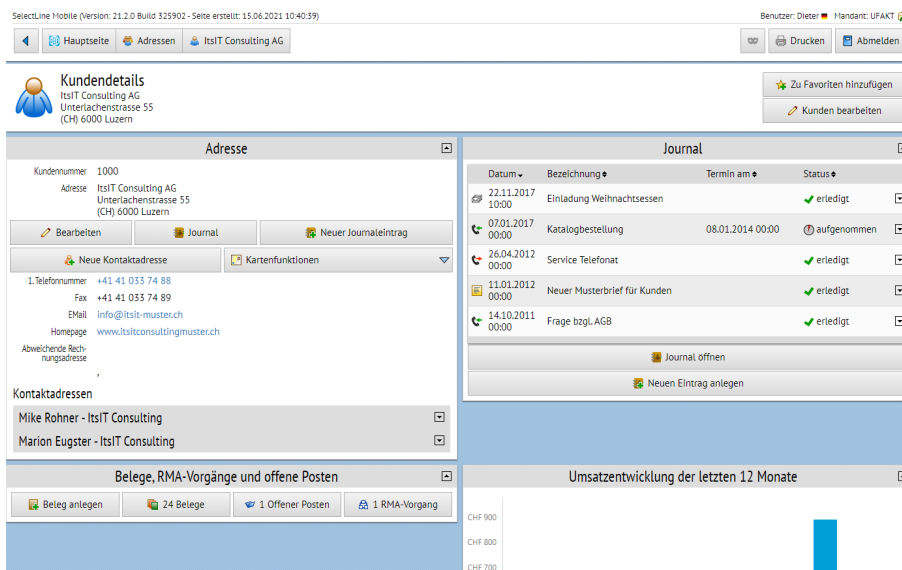 SelectLine Mobile (Version: 21.2.0 Build 325902 - Seite erstellt: 15.06.2021 10:40:39)
Benutzer: Dieter Mandant: UFAKT
Hauptseite Adressen ItsIT Consulting AG
Drucken Abmelden
Kundendetails
ItsIT Consulting AG
Unterlachenstrasse 55
(CH) 6000 Luzern
Zu Favoriten hinzufügen
Kunden bearbeiten
Adresse
Kundennummer 1000
Adresse ItsIT Consulting AG
Unterlachenstrasse 55
(CH) 6000 Luzern
Bearbeiten Journal Neuer Journaleintrag
Neue Kontaktadresse Kartenfunktionen
1.Telefonnummer +41 41 033 74 88
Fax +41 41 033 74 89
EMail info@itsit-muster.ch
Homepage www.itsitconsultingmuster.ch
Abweichende Rech-
nungsadresse
,
Kontaktadressen
Mike Rohner - ItsIT Consulting
Marion Eugster - ItsIT Consulting
Journal
Datum Bezeichnung Termin am Status
22.11.2017
10:00 Einladung Weihnachtsessen erledigt
07.01.2017
00:00 Katalogbestellung 08.01.2014 00:00 aufgenommen
26.04.2012
00:00 Service Telefonat erledigt
11.01.2012
00:00 Neuer Musterbrief für Kunden erledigt
14.10.2011
00:00 Frage bzgl. AGB erledigt
Journal öffnen
Neuen EIntrag anlegen
Belege, RMA-Vorgänge und offene Posten
Beleg anlegen 24 Belege 1 Offener Posten 1 RMA-Vorgang
Umsatzentwicklung der letzten 12 Monate
CHF 900
CHF 800
CHF 700